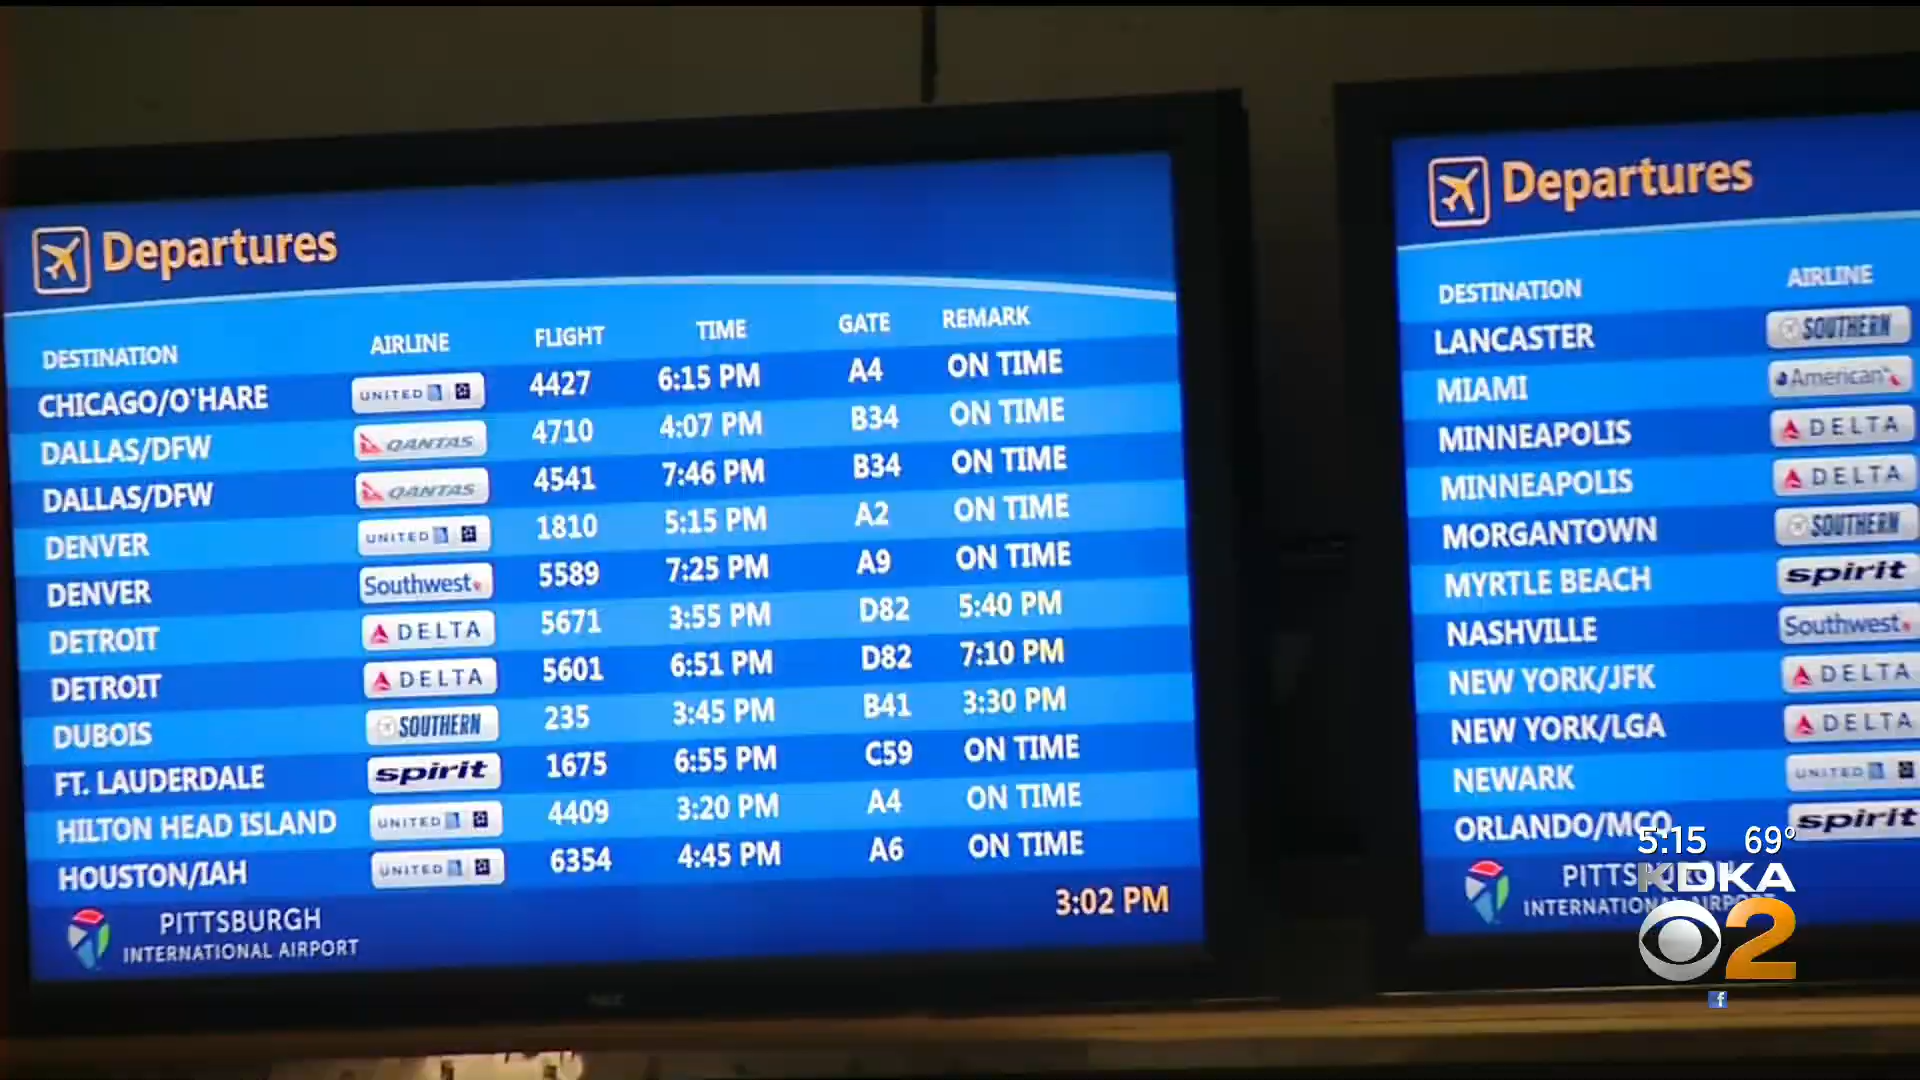 Departures
DESTINATION AIRLINE FLIGHT TIME GATE REMARK
CHICAGO/O'HARE UNITED 4427 6:15 PM A4 ON TIME
DALLAS/DFW QANTAS 4710 4:07 PM B34 ON TIME
DALLAS/DFW QANTAS 4541 7:46 PM B34 ON TIME
DENVER UNITED 1810 5:15 PM A2 ON TIME
DENVER Southwest 5589 7:25 PM A9 ON TIME
DETROIT DELTA 5671 3:55 PM D82 5:40 PM
DETROIT DELTA 5601 6:51 PM D82 7:10 PM
DUBOIS SOUTHERN 235 3:45 PM B41 3:30 PM
FT. LAUDERDALE spirit 1675 6:55 PM C59 ON TIME
HILTON HEAD ISLAND UNITED 4409 3:20 PM A4 ON TIME
HOUSTON/IAH UNITED 6354 4:45 PM A6 ON TIME
3:02 PM
PITTSBURGH
INTERNATIONAL AIRPORT
NEC
Departures
DESTINATION AIRLINE
LANCASTER SOUTHERN
MIAMI American
MINNEAPOLIS DELTA
MINNEAPOLIS DELTA
MORGANTOWN SOUTHERN
MYRTLE BEACH spirit
NASHVILLE Southwest
NEW YORK/JFK DELTA
NEW YORK/LGA DELTA
NEWARK UNITED
ORLANDO/MCO spirit
PITTSBURGH
INTERNATIONAL AIRPORT
5:15 69°
KDKA
2
f